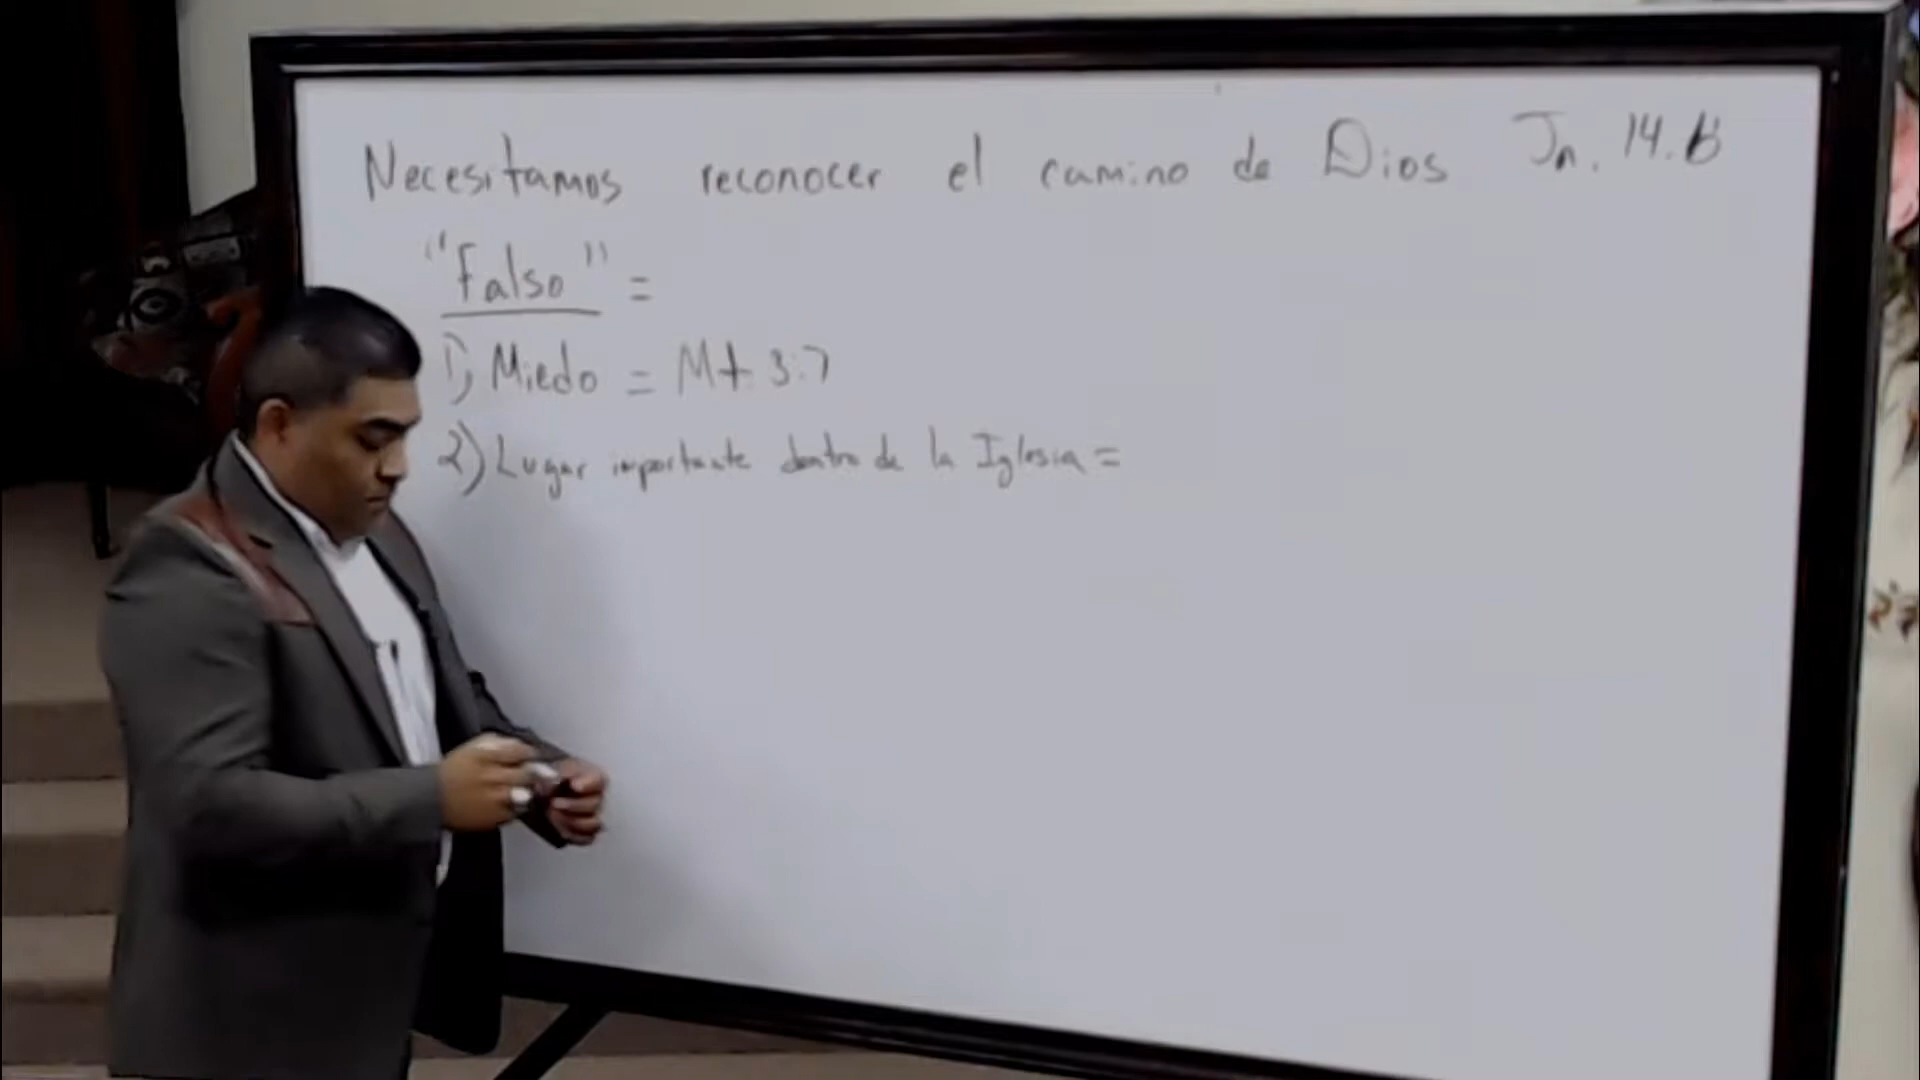 Necesitamos reconocer el camino de Dios Jn. 14.6
"Falso" =
1) Miedo = Mt. 3:7
2) Lugar importante dentro de la Iglesia =